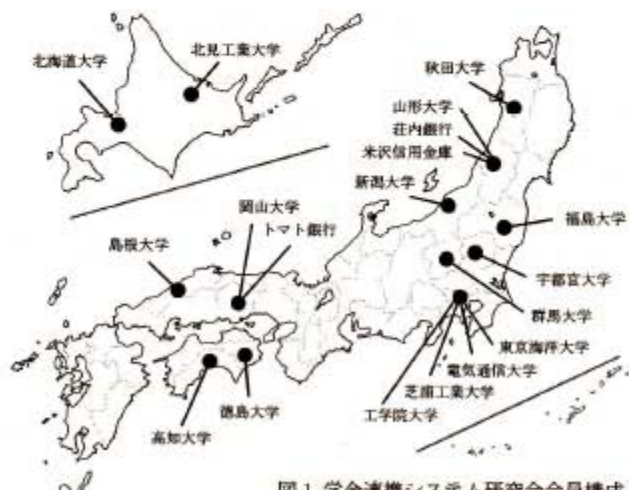 北海道大学
北見工業大学
秋田大学
山形大学
荘内銀行
米沢信用金庫
新潟大学
福島大学
岡山大学
トマト銀行
島根大学
宇都宮大学
群馬大学
東京海洋大学
電気通信大学
芝浦工業大学
工学院大学
徳島大学
高知大学
図1 学金連携システム研究会会員構成